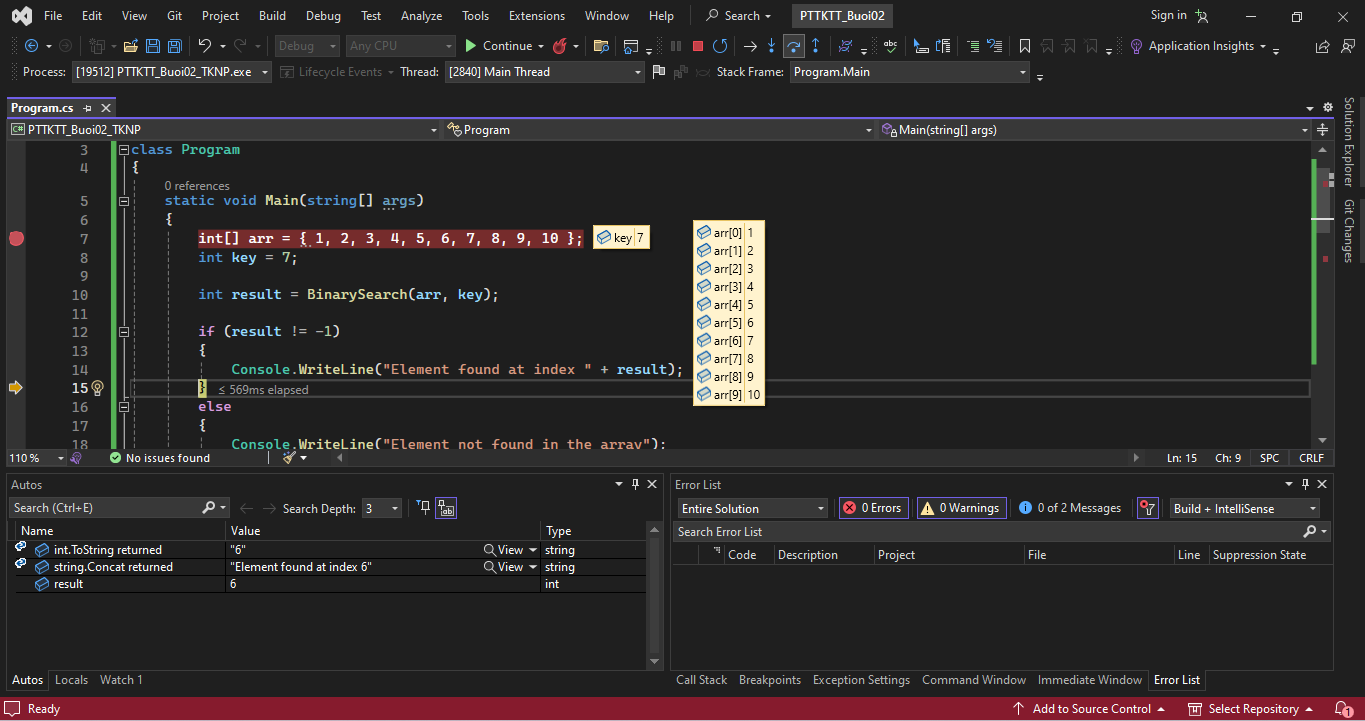 File Edit View Git Project Build Debug Test Analyze Tools Extensions Window Help Search PTTKTT_Buoi02 Sign in
Debug Any CPU Continue Application Insights
Process: [19512] PTTKTT_Buoi02_TKNP.exe Lifecycle Events Thread: [2840] Main Thread Stack Frame: Program.Main
Program.cs
C# PTTKTT_Buoi02_TKNP Program Main(string[] args)
3 class Program
4 {
0 references
5 static void Main(string[] args)
6 {
7 int[] arr = { 1, 2, 3, 4, 5, 6, 7, 8, 9, 10 }; key 7
8 int key = 7;
9
10 int result = BinarySearch(arr, key);
11
12 if (result != -1)
13 {
14 Console.WriteLine("Element found at index " + result);
15 } ≤ 569ms elapsed
16 else
17 {
18 Console.WriteLine("Element not found in the array");
arr[0] 1
arr[1] 2
arr[2] 3
arr[3] 4
arr[4] 5
arr[5] 6
arr[6] 7
arr[7] 8
arr[8] 9
arr[9] 10
Solution Explorer
Git Changes
110 % No issues found Ln: 15 Ch: 9 SPC CRLF
Autos
Search (Ctrl+E) Search Depth: 3
Name Value Type
int.ToString returned "6" View string
string.Concat returned "Element found at index 6" View string
result 6 int
Autos Locals Watch 1
Error List
Entire Solution 0 Errors 0 Warnings 0 of 2 Messages Build + IntelliSense
Search Error List
Code Description Project File Line Suppression State
Call Stack Breakpoints Exception Settings Command Window Immediate Window Error List
Ready Add to Source Control Select Repository 1